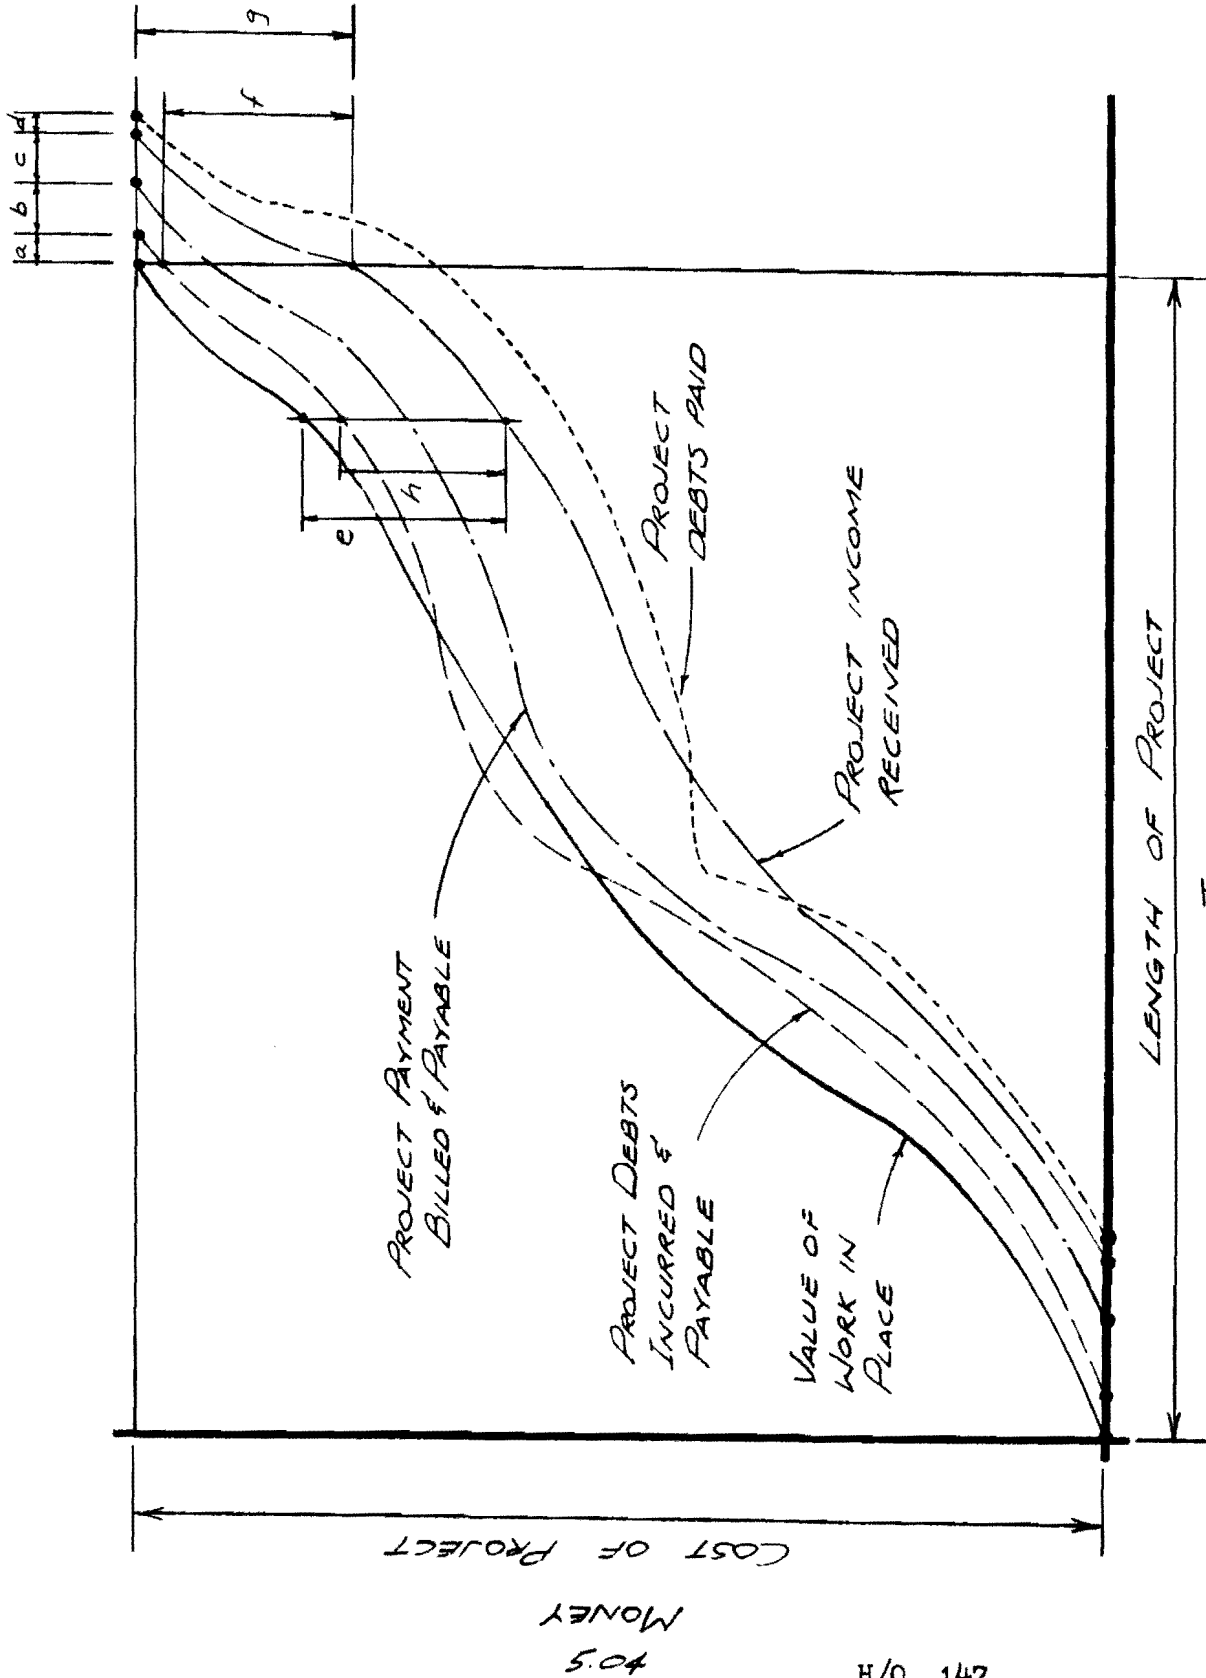 a
b
c
d
g
f
e
h
PROJECT PAYMENT
BILLED & PAYABLE
PROJECT
DEBTS PAID
PROJECT DEBTS
INCURRED &
PAYABLE
PROJECT INCOME
RECEIVED
VALUE OF
WORK IN
PLACE
LENGTH OF PROJECT
COST OF PROJECT
MONEY
5.04
H/O 147